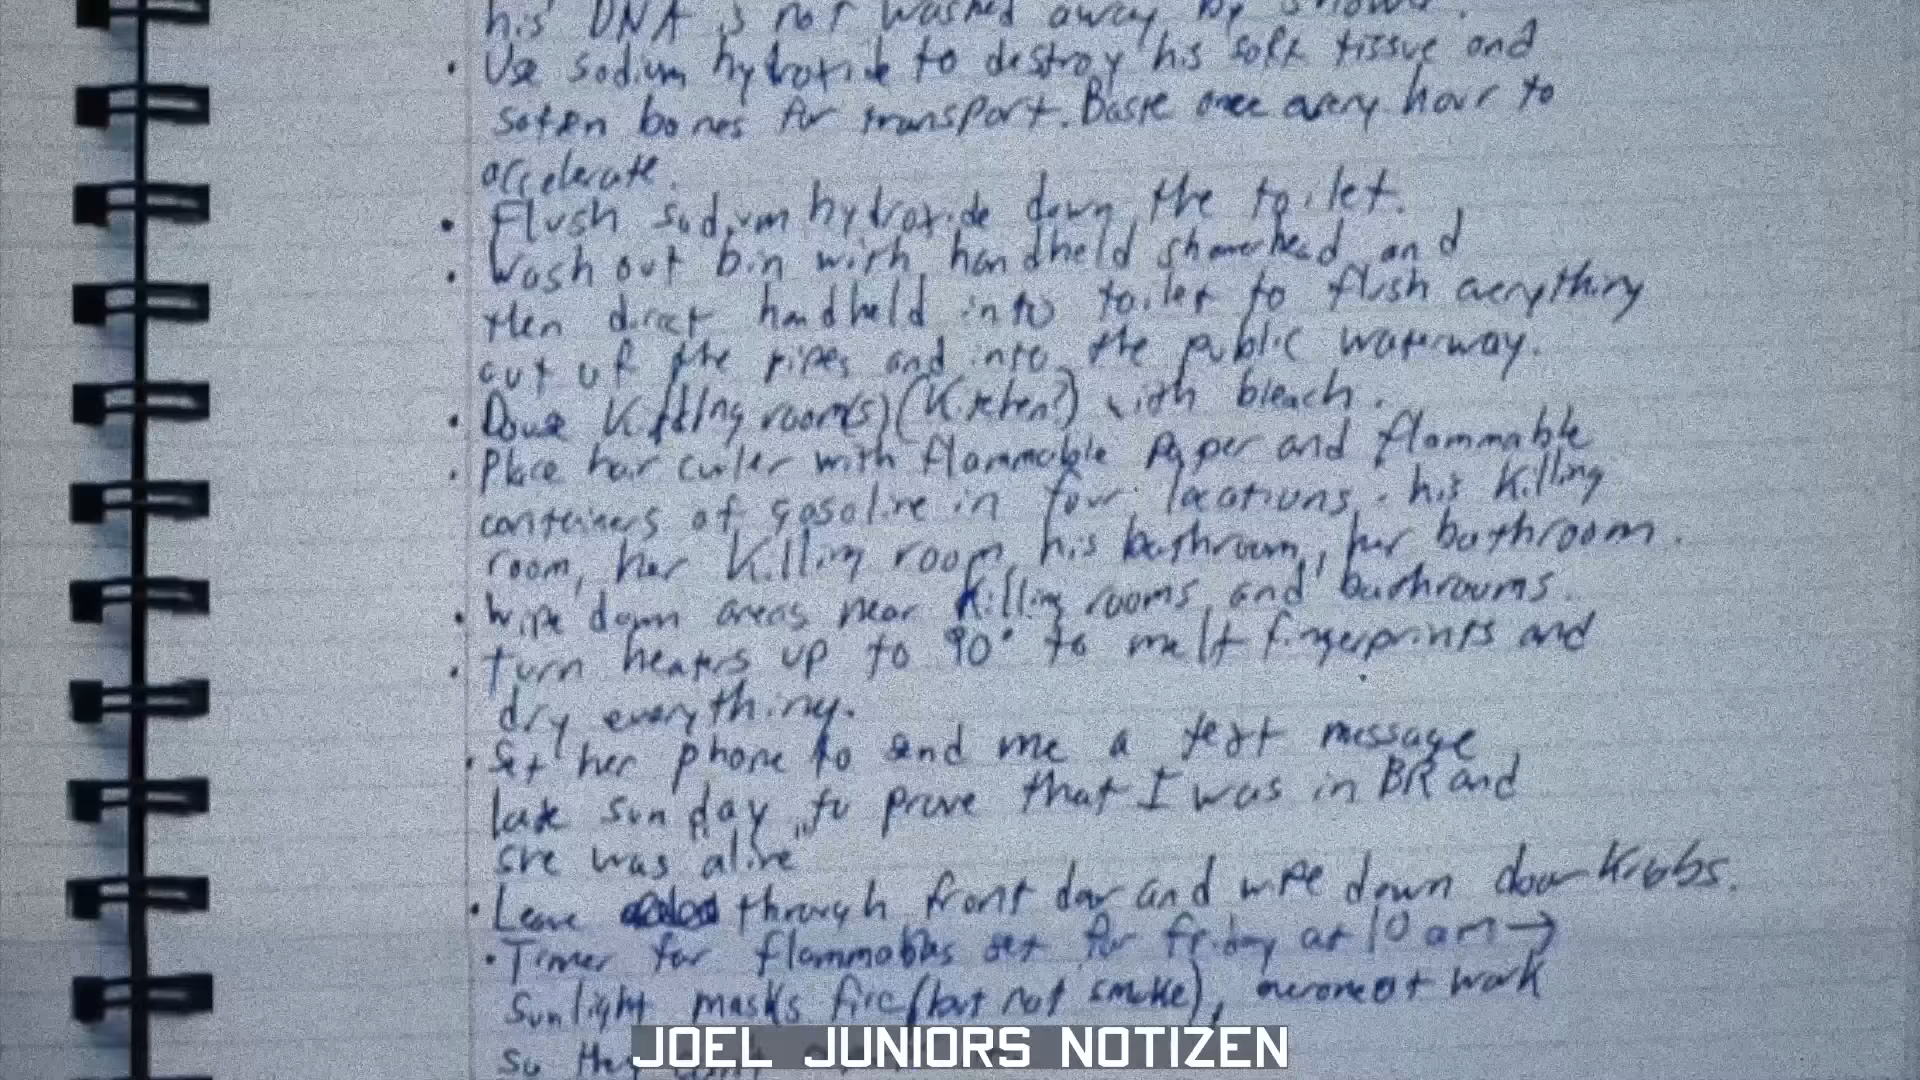 his DNA is not washed away by shower.
• Use sodium hydroxide to destroy his soft tissue and
soften bones for transport. Baste once every hour to
accelerate.
• Flush sodium hydroxide down the toilet.
• Wash out bin with handheld showerhead and
then direct handheld into toilet to flush everything
out of the pipes and into the public waterway.
• Douse killing room(s) (kitchen?) with bleach.
• Place hair curler with flammable paper and flammable
containers of gasoline in four locations. his killing
room, her killing room, his bathroom, her bathroom.
• Wipe down areas near killing rooms and bathrooms.
• Turn heaters up to 90° to melt fingerprints and
dry everything.
• Set her phone to send me a text message
late sunday to prove that I was in BR and
she was alive
• Leave through front door and wipe down door knobs.
• Timer for flammables set for friday at 10 am →
Sunlight masks fire (but not smoke), at work
so they
JOEL JUNIORS NOTIZEN